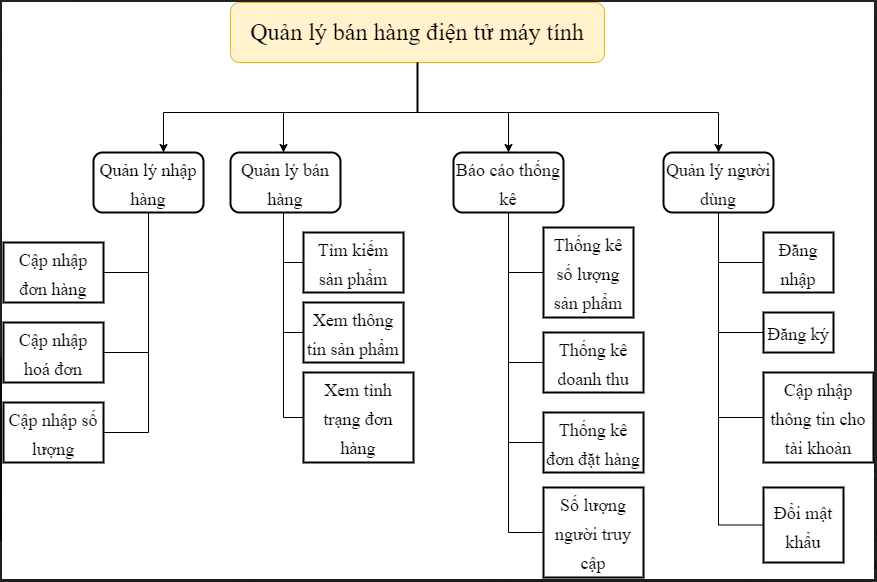 Quản lý bán hàng điện tử máy tính
Quản lý nhập
hàng
Quản lý bán
hàng
Báo cáo thống
kê
Quản lý người
dùng
Cập nhập
đơn hàng
Cập nhập
hoá đơn
Cập nhập số
lượng
Tìm kiếm
sản phẩm
Xem thông
tin sản phẩm
Xem tình
trạng đơn
hàng
Thống kê
số lượng
sản phẩm
Thống kê
doanh thu
Thống kê
đơn đặt hàng
Số lượng
người truy
cập
Đăng
nhập
Đăng ký
Cập nhập
thông tin cho
tài khoản
Đổi mật
khẩu